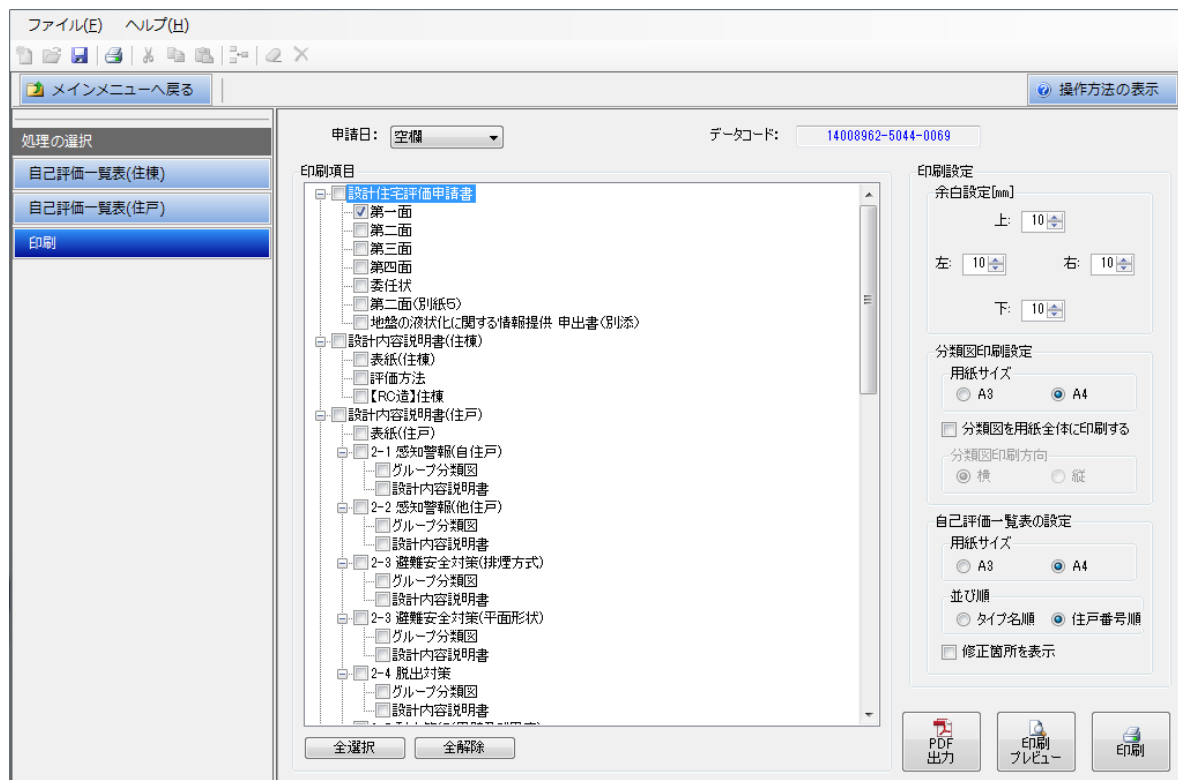 ファイル(F) ヘルプ(H)
メインメニューへ戻る
操作方法の表示
処理の選択
自己評価一覧表(住棟)
自己評価一覧表(住戸)
印刷
申請日: 空欄
データコード: 14008962-5044-0069
印刷項目
設計住宅評価申請書
第一面
第二面
第三面
第四面
委任状
第二面(別紙5)
地盤の液状化に関する情報提供 申出書(別添)
設計内容説明書(住棟)
表紙(住棟)
評価方法
【RC造】住棟
設計内容説明書(住戸)
表紙(住戸)
2-1 感知警報(自住戸)
グループ分類図
設計内容説明書
2-2 感知警報(他住戸)
グループ分類図
設計内容説明書
2-3 避難安全対策(排煙方式)
グループ分類図
設計内容説明書
2-3 避難安全対策(平面形状)
グループ分類図
設計内容説明書
2-4 脱出対策
グループ分類図
設計内容説明書
全選択 全解除
印刷設定
余白設定[mm]
上: 10
左: 10 右: 10
下: 10
分類図印刷設定
用紙サイズ
A3 A4
分類図を用紙全体に印刷する
分類図印刷方向
横 縦
自己評価一覧表の設定
用紙サイズ
A3 A4
並び順
タイプ名順 住戸番号順
修正箇所を表示
PDF
出力
印刷
プレビュー
印刷